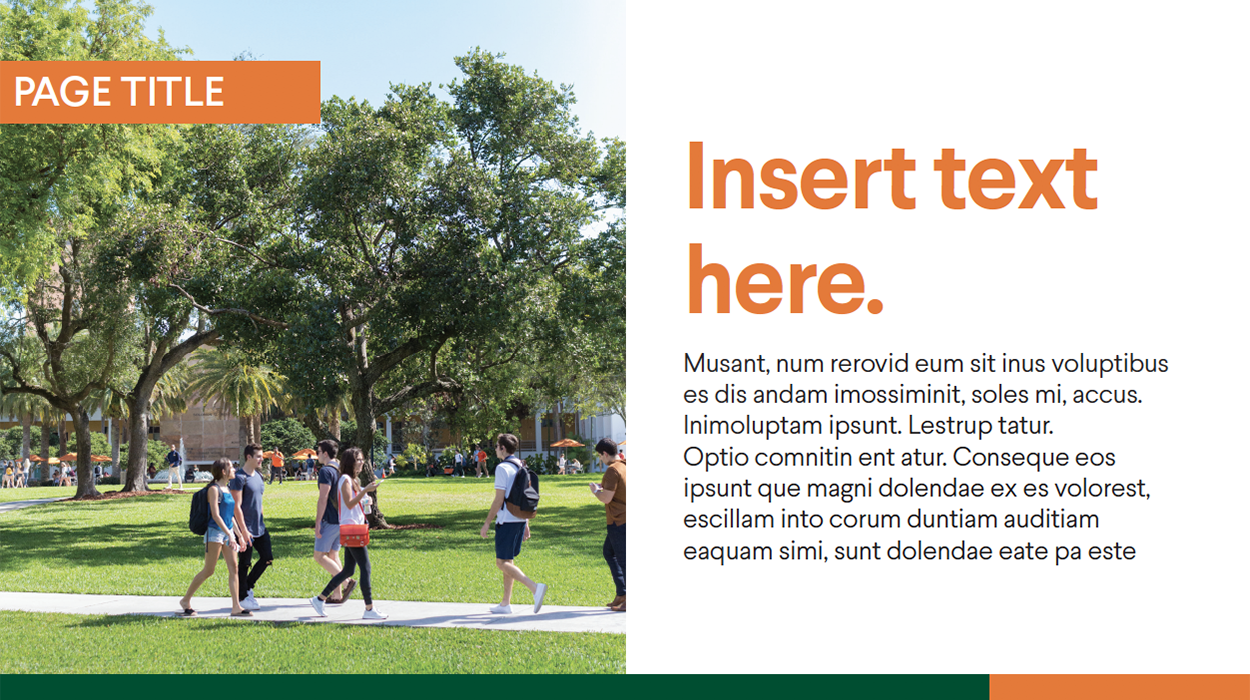 PAGE TITLE
Insert text
here.
Musant, num rerovid eum sit inus voluptibus
es dis andam imossiminit, soles mi, accus.
Inimoluptam ipsunt. Lestrup tatur.
Optio comnitin ent atur. Conseque eos
ipsunt que magni dolendae ex es volorest,
escillam into corum duntiam auditiam
eaquam simi, sunt dolendae eate pa este